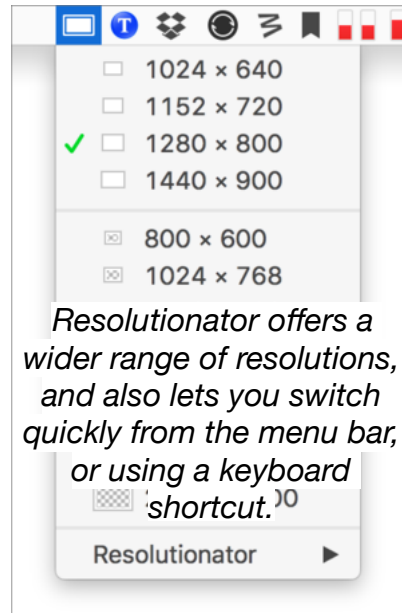 1024 × 640
1152 × 720
1280 × 800
1440 × 900
800 × 600
1024 × 768
Resolutionator offers a
wider range of resolutions,
and also lets you switch
quickly from the menu bar,
or using a keyboard
shortcut.
Resolutionator